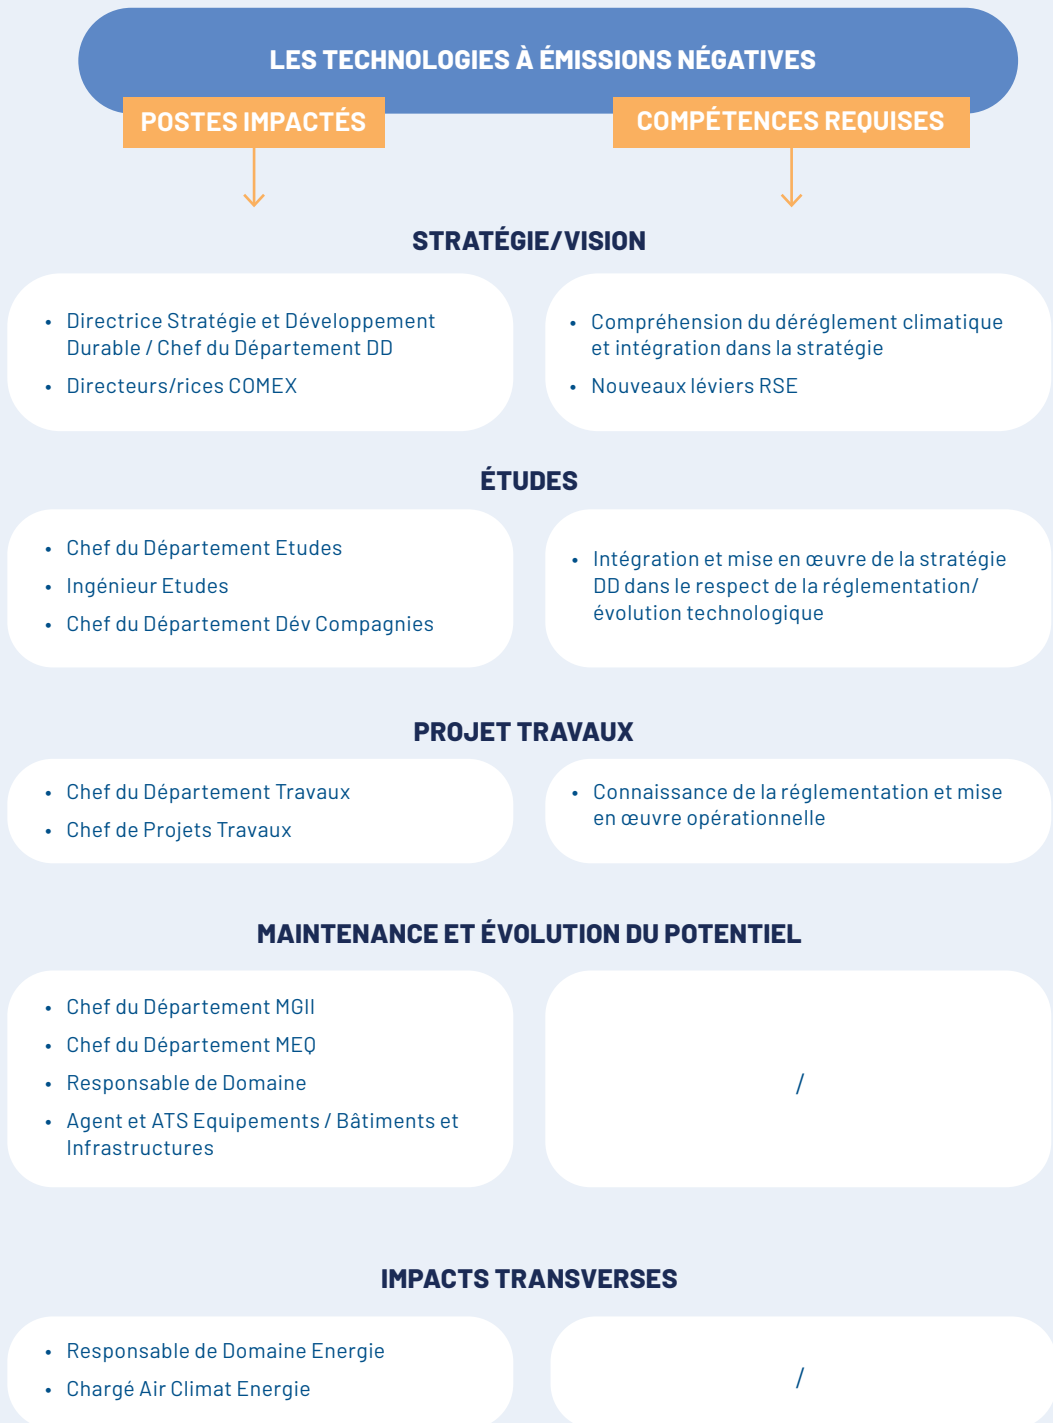 LES TECHNOLOGIES À ÉMISSIONS NÉGATIVES
POSTES IMPACTÉS
COMPÉTENCES REQUISES
STRATÉGIE/VISION
• Directrice Stratégie et Développement
Durable / Chef du Département DD
• Directeurs/rices COMEX
• Compréhension du déréglement climatique
et intégration dans la stratégie
• Nouveaux léviers RSE
ÉTUDES
• Chef du Département Etudes
• Ingénieur Etudes
• Chef du Département Dév Compagnies
• Intégration et mise en œuvre de la stratégie
DD dans le respect de la réglementation/
évolution technologique
PROJET TRAVAUX
• Chef du Département Travaux
• Chef de Projets Travaux
• Connaissance de la réglementation et mise
en œuvre opérationnelle
MAINTENANCE ET ÉVOLUTION DU POTENTIEL
• Chef du Département MGII
• Chef du Département MEQ
• Responsable de Domaine
• Agent et ATS Equipements / Bâtiments et
Infrastructures
/
IMPACTS TRANSVERSES
• Responsable de Domaine Energie
• Chargé Air Climat Energie
/